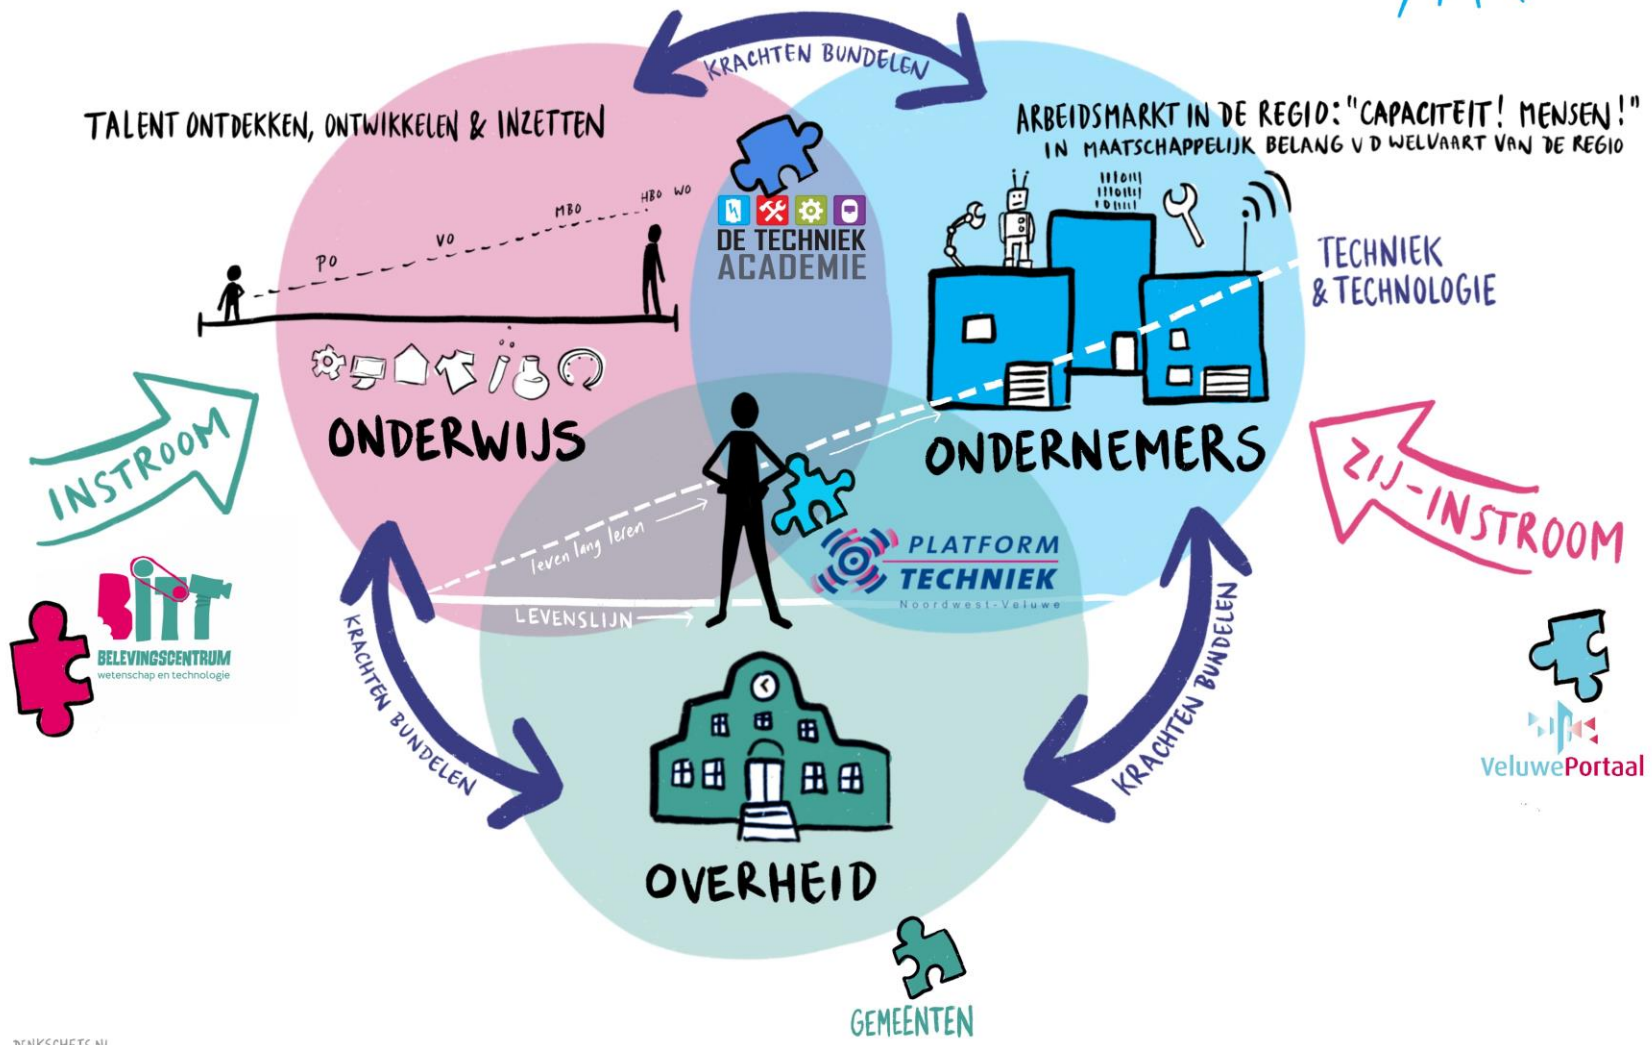 KRACHTEN BUNDELEN
TALENT ONTDEKKEN, ONTWIKKELEN & INZETTEN
ARBEIDSMARKT IN DE REGIO: "CAPACITEIT! MENSEN!"
IN MAATSCHAPPELIJK BELANG V D WELVAART VAN DE REGIO
PO
VO
MBO
HBO WO
DE TECHNIEK
ACADEMIE
TECHNIEK
& TECHNOLOGIE
ONDERWIJS
ONDERNEMERS
INSTROOM
ZIJ-INSTROOM
leven lang leren
LEVENSLIJN
PLATFORM
TECHNIEK
Noordwest-Veluwe
BITT
BELEVINGSCENTRUM
wetenschap en technologie
KRACHTEN BUNDELEN
KRACHTEN BUNDELEN
VeluwePortaal
OVERHEID
GEMEENTEN